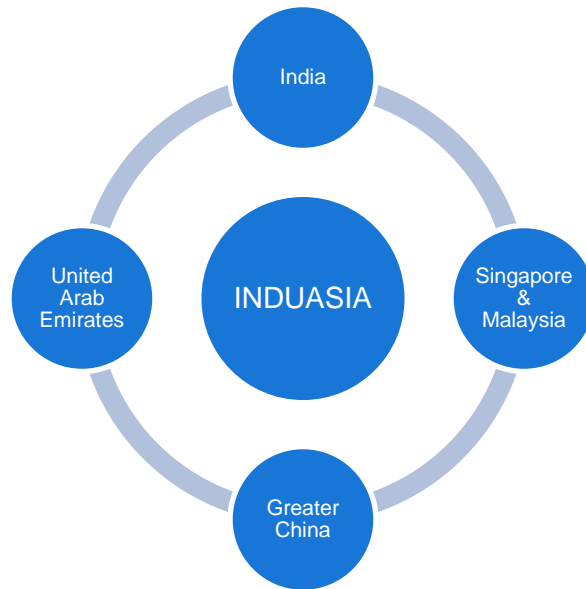 India
United
Arab
Emirates
INDUASIA
Singapore
&
Malaysia
Greater
China